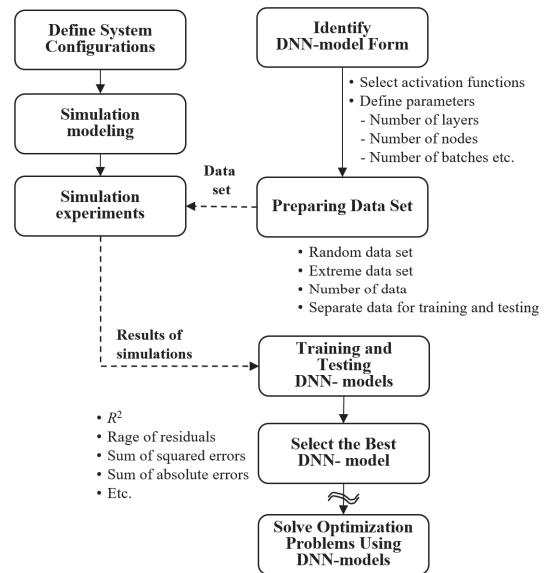 Define System
Configurations
Simulation
modeling
Simulation
experiments
Identify
DNN-model Form
• Select activation functions
• Define parameters
- Number of layers
- Number of nodes
- Number of batches etc.
Data
set
Preparing Data Set
• Random data set
• Extreme data set
• Number of data
• Separate data for training and testing
Results of
simulations
Training and
Testing
DNN- models
• R²
• Rage of residuals
• Sum of squared errors
• Sum of absolute errors
• Etc.
Select the Best
DNN- model
Solve Optimization
Problems Using
DNN-models